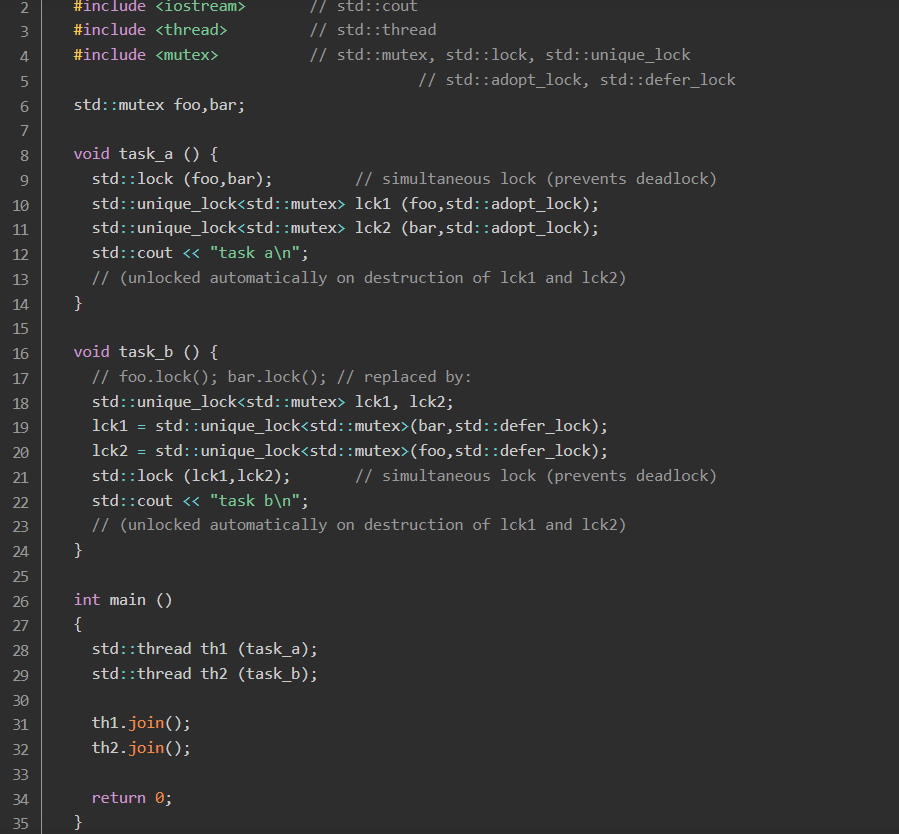 2 #include <iostream>       // std::cout
3 #include <thread>         // std::thread
4 #include <mutex>          // std::mutex, std::lock, std::unique_lock
5                           // std::adopt_lock, std::defer_lock
6 std::mutex foo,bar;
7
8 void task_a () {
9   std::lock (foo,bar);         // simultaneous lock (prevents deadlock)
10   std::unique_lock<std::mutex> lck1 (foo,std::adopt_lock);
11   std::unique_lock<std::mutex> lck2 (bar,std::adopt_lock);
12   std::cout << "task a\n";
13   // (unlocked automatically on destruction of lck1 and lck2)
14 }
15
16 void task_b () {
17   // foo.lock(); bar.lock(); // replaced by:
18   std::unique_lock<std::mutex> lck1, lck2;
19   lck1 = std::unique_lock<std::mutex>(bar,std::defer_lock);
20   lck2 = std::unique_lock<std::mutex>(foo,std::defer_lock);
21   std::lock (lck1,lck2);       // simultaneous lock (prevents deadlock)
22   std::cout << "task b\n";
23   // (unlocked automatically on destruction of lck1 and lck2)
24 }
25
26 int main ()
27 {
28   std::thread th1 (task_a);
29   std::thread th2 (task_b);
30
31   th1.join();
32   th2.join();
33
34   return 0;
35 }